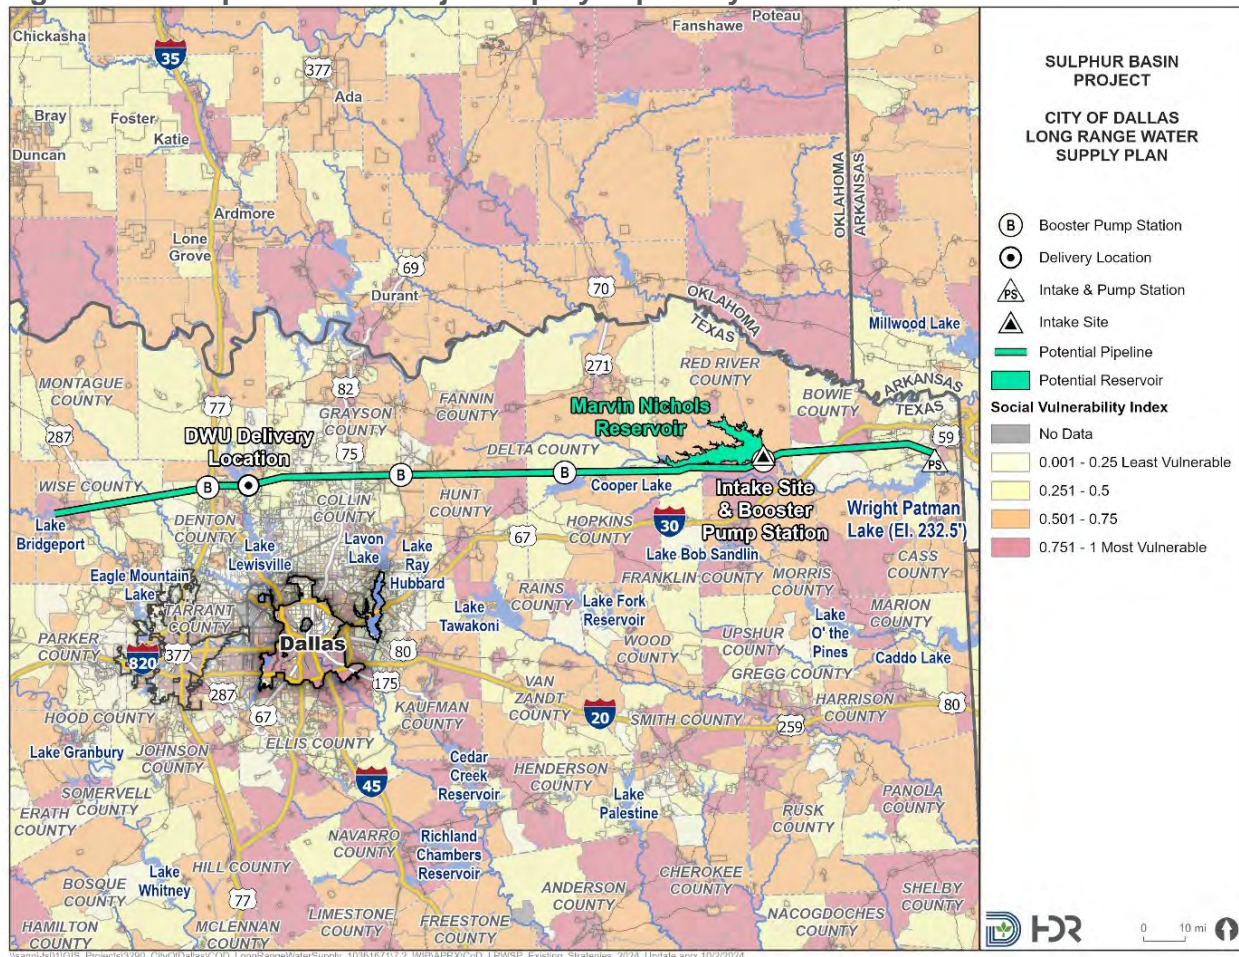 Chickasha
35
377
Ada
Fanshawe
Poteau
Bray
Foster
Katie
Duncan
Ardmore
Lone
Grove
69
Durant
70
OKLAHOMA
ARKANSAS
OKLAHOMA
TEXAS
Millwood Lake
MONTAGUE
COUNTY
77
82
GRAYSON
COUNTY
FANNIN
COUNTY
271
RED RIVER
COUNTY
BOWIE
COUNTY
ARKANSAS
TEXAS
287
DWU Delivery
Location
75
Marvin Nichols
Reservoir
DELTA COUNTY
59
PS
WISE COUNTY
B
B
B
Lake
Bridgeport
DENTON
COUNTY
COLLIN
COUNTY
HUNT
COUNTY
Cooper Lake
Intake Site
& Booster
Pump Station
Wright Patman
Lake (El. 232.5')
Lake
Lewisville
Lavon
Lake
Lake
Ray
Hubbard
67
HOPKINS
COUNTY
30
Lake Bob Sandlin
CASS
COUNTY
Eagle Mountain
Lake
TARRANT
COUNTY
RAINS
COUNTY
FRANKLIN COUNTY
MORRIS
COUNTY
MARION
COUNTY
Lake
Tawakoni
Lake Fork
Reservoir
WOOD
COUNTY
UPSHUR
COUNTY
Lake
O' the
Pines
Caddo Lake
PARKER
COUNTY
820
377
Dallas
80
GREGG COUNTY
287
67
175
KAUFMAN
COUNTY
VAN
ZANDT
COUNTY
20
SMITH COUNTY
259
HARRISON
COUNTY
80
HOOD COUNTY
Lake Granbury
JOHNSON
COUNTY
ELLIS COUNTY
45
Cedar
Creek
Reservoir
HENDERSON
COUNTY
Lake
Palestine
RUSK
COUNTY
PANOLA
COUNTY
SOMERVELL
COUNTY
ERATH
COUNTY
NAVARRO
COUNTY
Richland
Chambers
Reservoir
HILL COUNTY
BOSQUE
COUNTY
Lake
Whitney
77
ANDERSON
COUNTY
CHEROKEE
COUNTY
SHELBY
COUNTY
HAMILTON
COUNTY
MCLENNAN
COUNTY
LIMESTONE
COUNTY
FREESTONE
COUNTY
NACOGDOCHES
COUNTY
SULPHUR BASIN
PROJECT
CITY OF DALLAS
LONG RANGE WATER
SUPPLY PLAN
B Booster Pump Station
Delivery Location
PS Intake & Pump Station
Intake Site
Potential Pipeline
Potential Reservoir
Social Vulnerability Index
No Data
0.001 - 0.25 Least Vulnerable
0.251 - 0.5
0.501 - 0.75
0.751 - 1 Most Vulnerable
HDR
0 10 mi